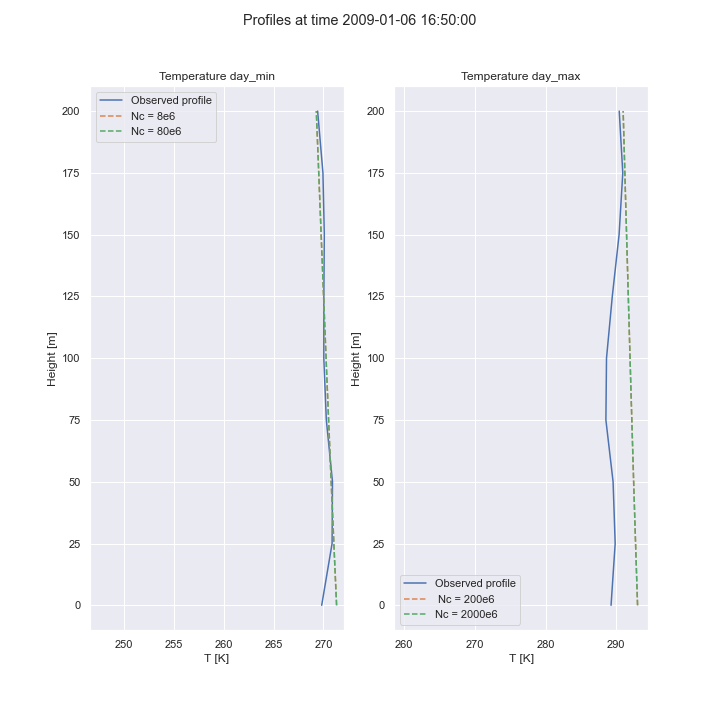 Profiles at time 2009-01-06 16:50:00
Temperature day_min
Observed profile
Nc = 8e6
Nc = 80e6
200
175
150
125
100
75
50
25
0
Height [m]
250 255 260 265 270
T [K]
Temperature day_max
200
175
150
125
100
75
50
25
0
Height [m]
Observed profile
Nc = 200e6
Nc = 2000e6
260 270 280 290
T [K]